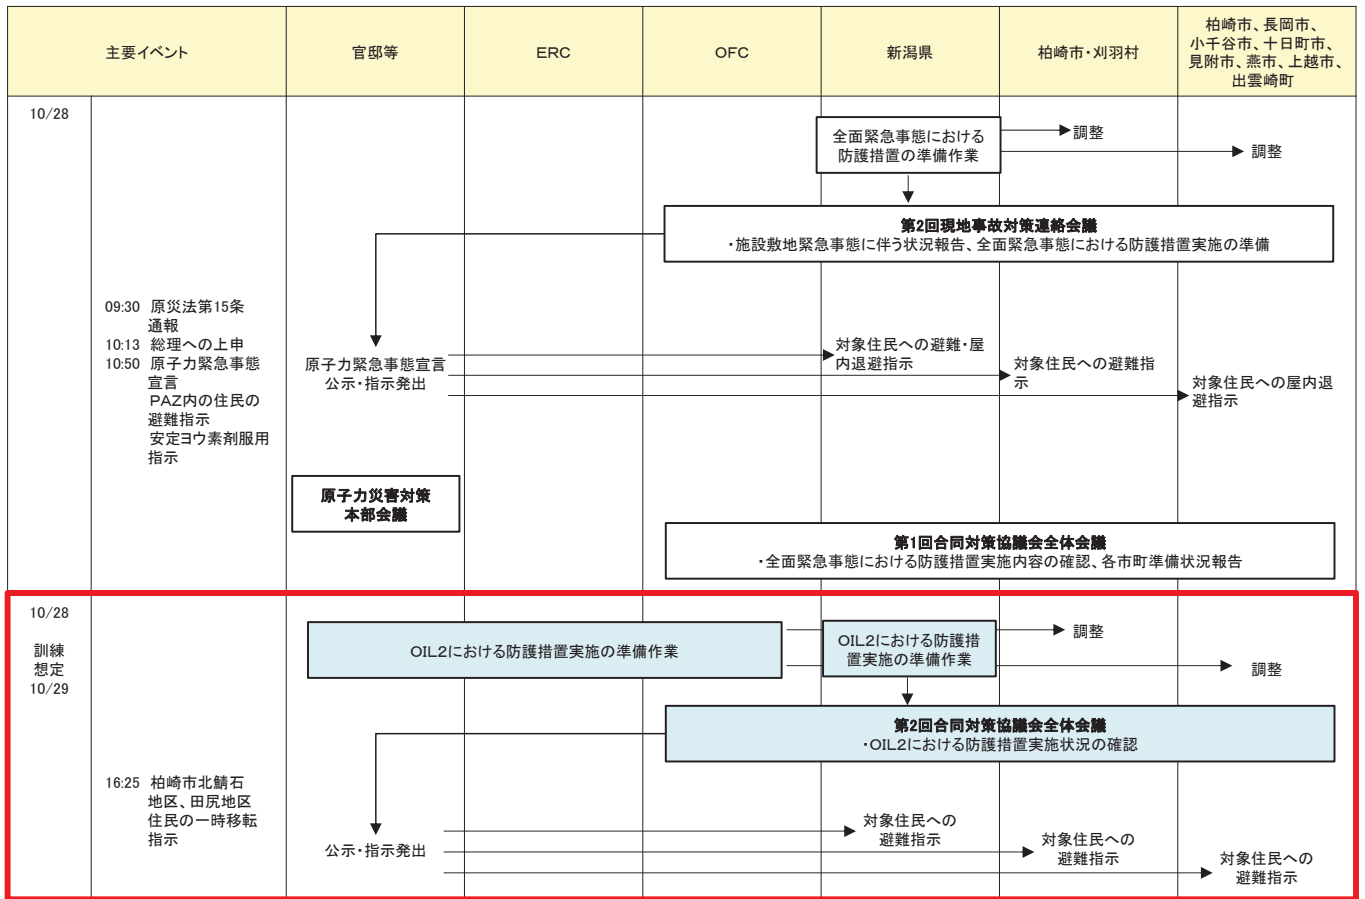 主要イベント
官邸等
ERC
OFC
新潟県
柏崎市・刈羽村
柏崎市、長岡市、
小千谷市、十日町市、
見附市、燕市、上越市、
出雲崎町
10/28
全面緊急事態における
防護措置の準備作業
調整
調整
第2回現地事故対策連絡会議
・施設敷地緊急事態に伴う状況報告、全面緊急事態における防護措置実施の準備
09:30 原災法第15条
通報
10:13 総理への上申
10:50 原子力緊急事態
宣言
PAZ内の住民の
避難指示
安定ヨウ素剤服用
指示
原子力緊急事態宣言
公示・指示発出
対象住民への避難・屋
内退避指示
対象住民への避難指
示
対象住民への屋内退
避指示
原子力災害対策
本部会議
第1回合同対策協議会全体会議
・全面緊急事態における防護措置実施内容の確認、各市町準備状況報告
10/28
訓練
想定
10/29
OIL2における防護措置実施の準備作業
OIL2における防護措
置実施の準備作業
調整
調整
第2回合同対策協議会全体会議
・OIL2における防護措置実施状況の確認
16:25 柏崎市北鯖石
地区、田尻地区
住民の一時移転
指示
公示・指示発出
対象住民への
避難指示
対象住民への
避難指示
対象住民への
避難指示